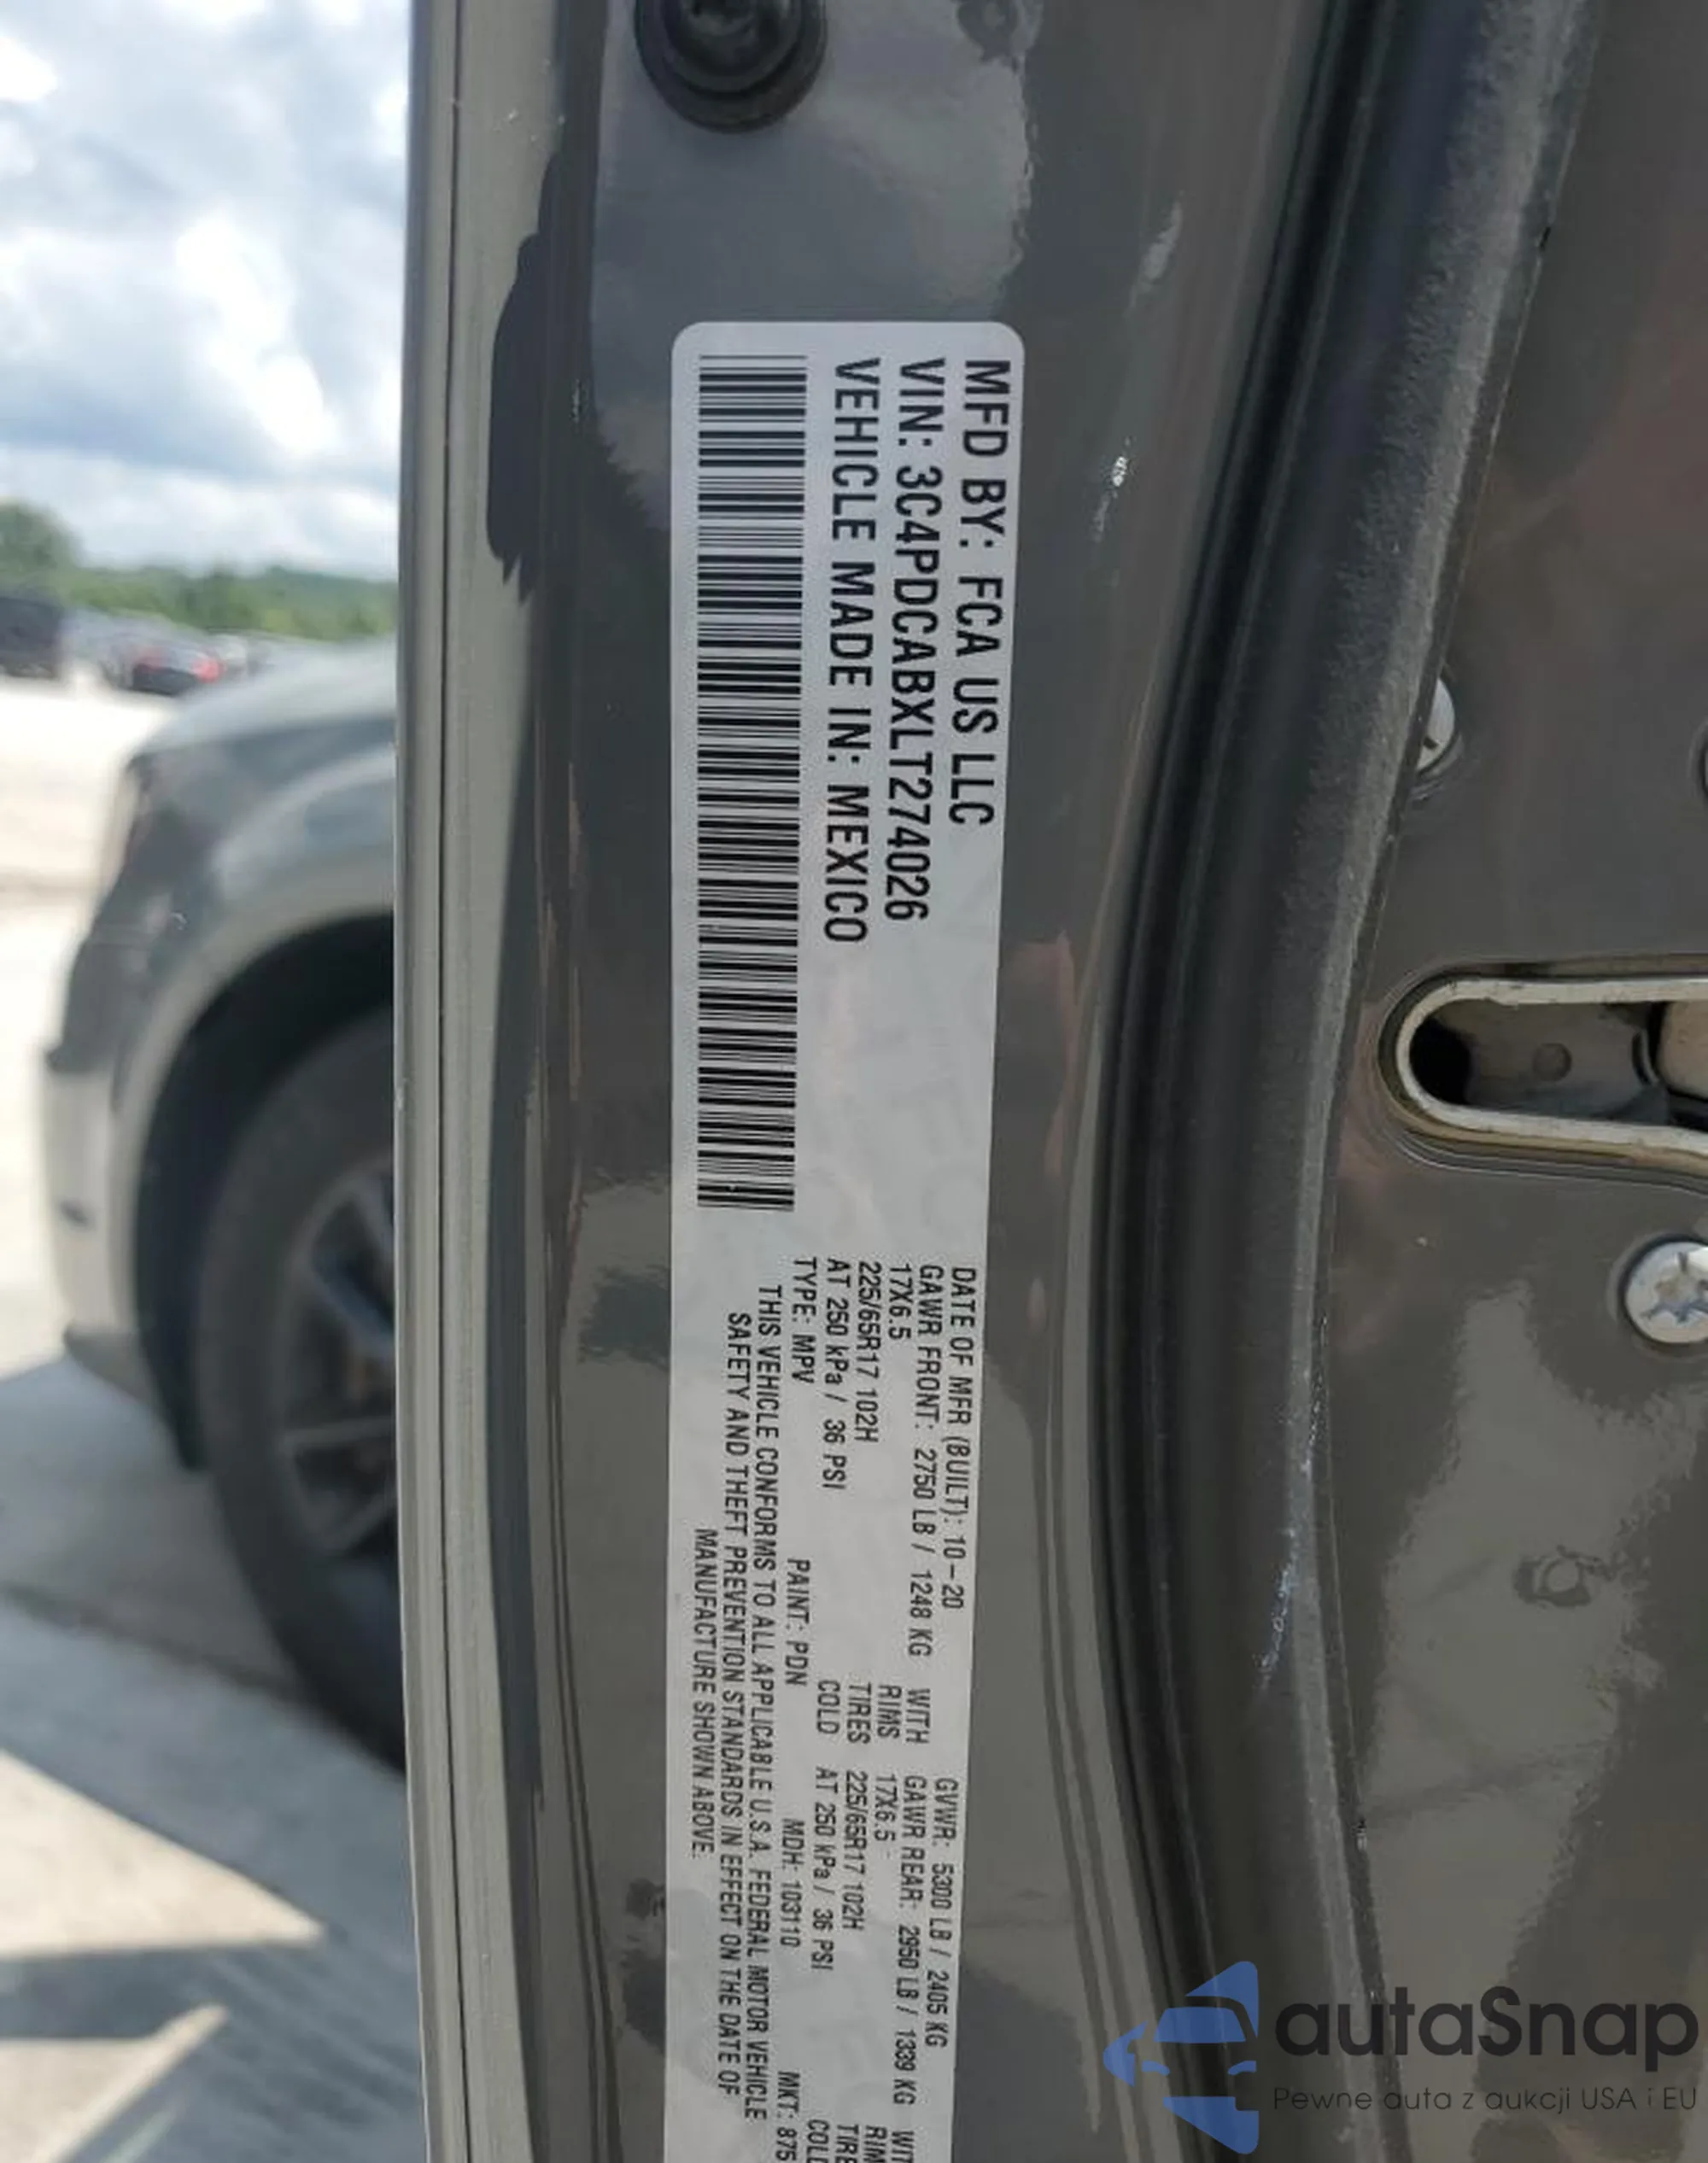 MFD BY: FCA US LLC
VIN: 3C4PDCABXLT274026
VEHICLE MADE IN: MEXICO
DATE OF MFR (BUILT): 10-20 GVWR: 5300 LB / 2405 KG
GAWR FRONT: 2750 LB / 1248 KG WITH GAWR REAR: 2950 LB / 1339 KG
17X6.5 RIMS 17X6.5
225/65R17 102H TIRES 225/65R17 102H
AT 250 kPa / 36 PSI COLD AT 250 kPa / 36 PSI
TYPE: MPV PAINT: PDN MDH: 103110 MKT: 875
THIS VEHICLE CONFORMS TO ALL APPLICABLE U.S.A. FEDERAL MOTOR VEHICLE
SAFETY AND THEFT PREVENTION STANDARDS IN EFFECT ON THE DATE OF
MANUFACTURE SHOWN ABOVE.
autaSnap
Pewne auta z aukcji USA i EU